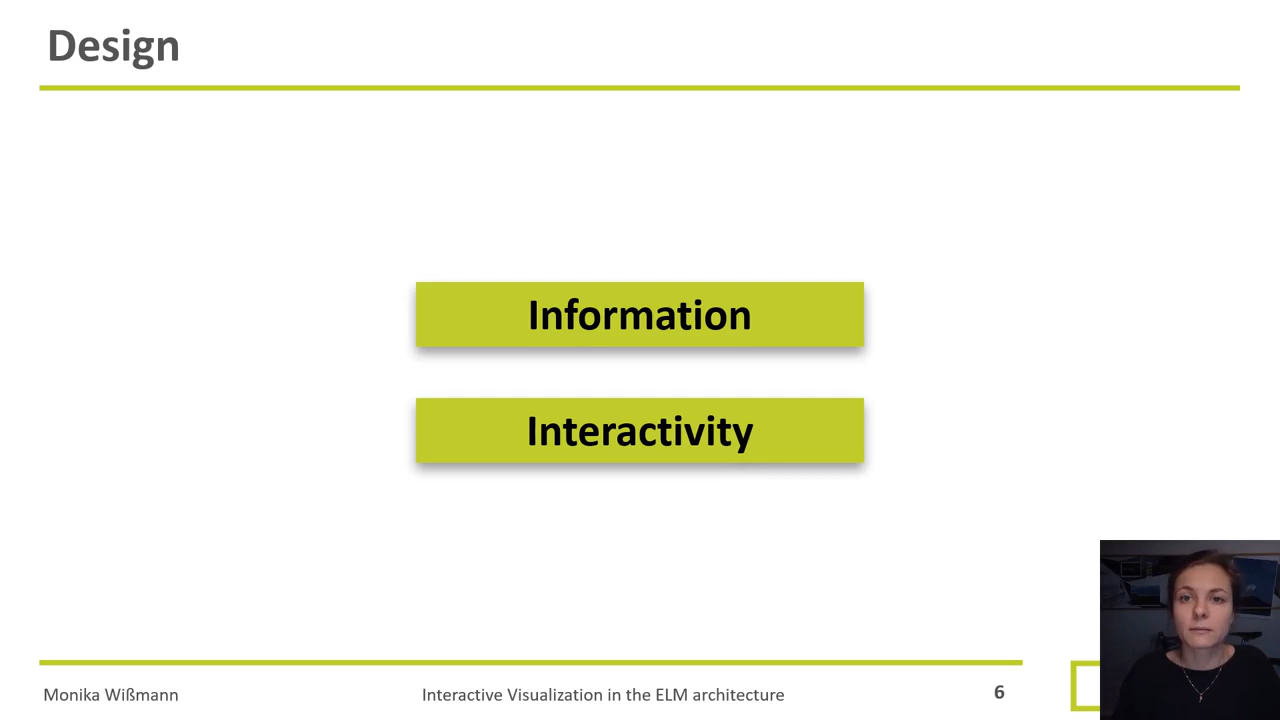 Design
Information
Interactivity
Monika Wißmann
Interactive Visualization in the ELM architecture
6